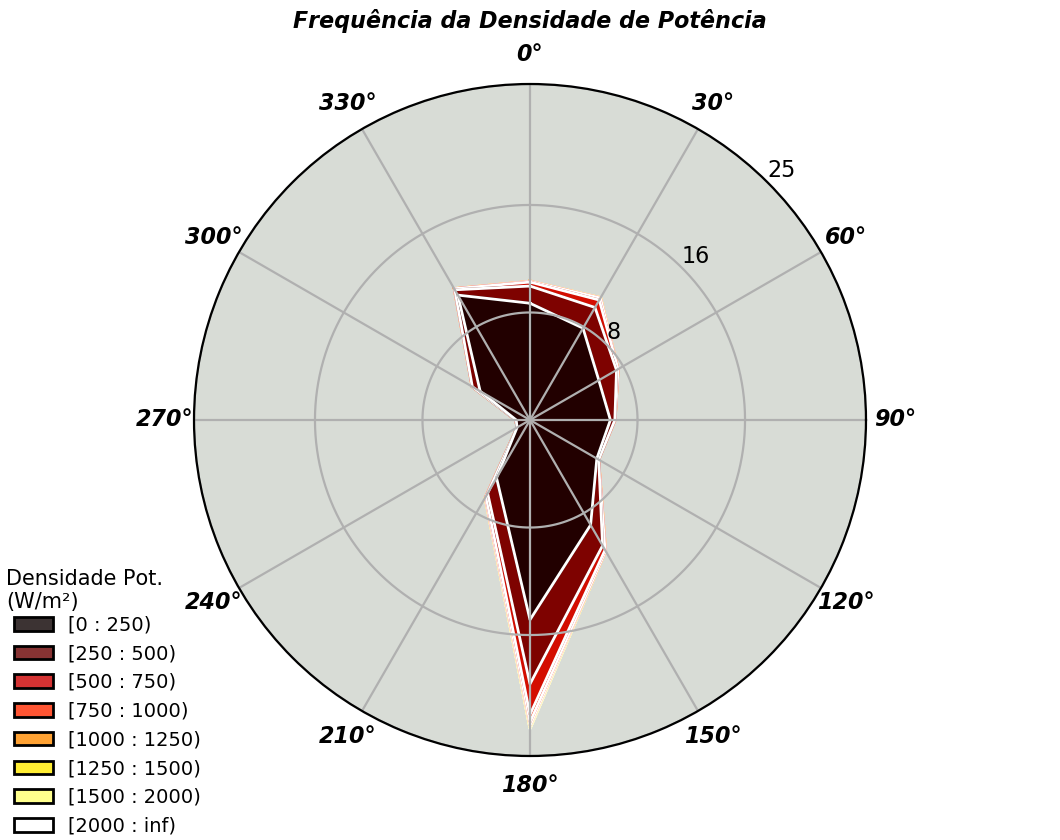 Frequência da Densidade de Potência
0°
330°
30°
25
300°
60°
16
8
270°
90°
Densidade Pot.
(W/m²)
240°
120°
[0 : 250)
[250 : 500)
[500 : 750)
[750 : 1000)
210°
150°
[1000 : 1250)
[1250 : 1500)
180°
[1500 : 2000)
[2000 : inf)